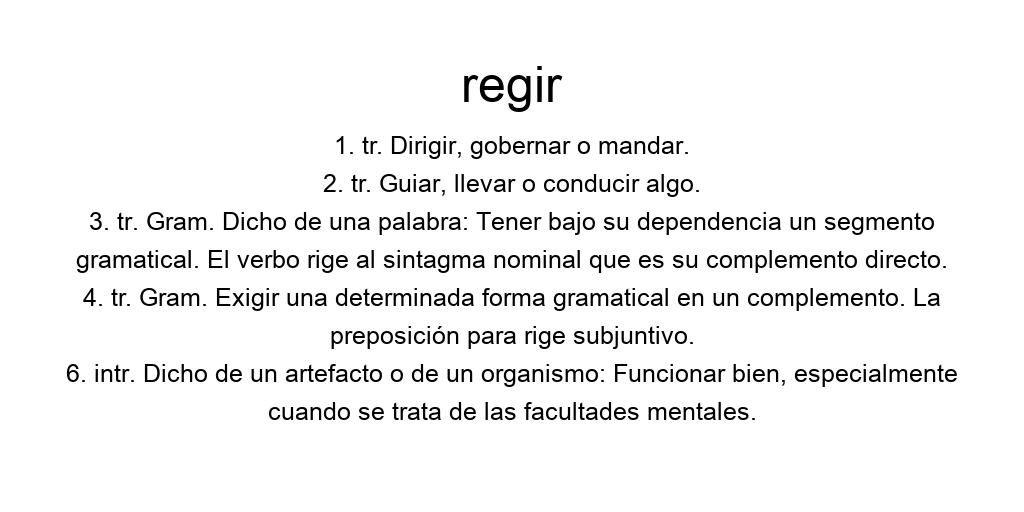 regir
1. tr. Dirigir, gobernar o mandar.
2. tr. Guiar, llevar o conducir algo.
3. tr. Gram. Dicho de una palabra: Tener bajo su dependencia un segmento
gramatical. El verbo rige al sintagma nominal que es su complemento directo.
4. tr. Gram. Exigir una determinada forma gramatical en un complemento. La
preposición para rige subjuntivo.
6. intr. Dicho de un artefacto o de un organismo: Funcionar bien, especialmente
cuando se trata de las facultades mentales.